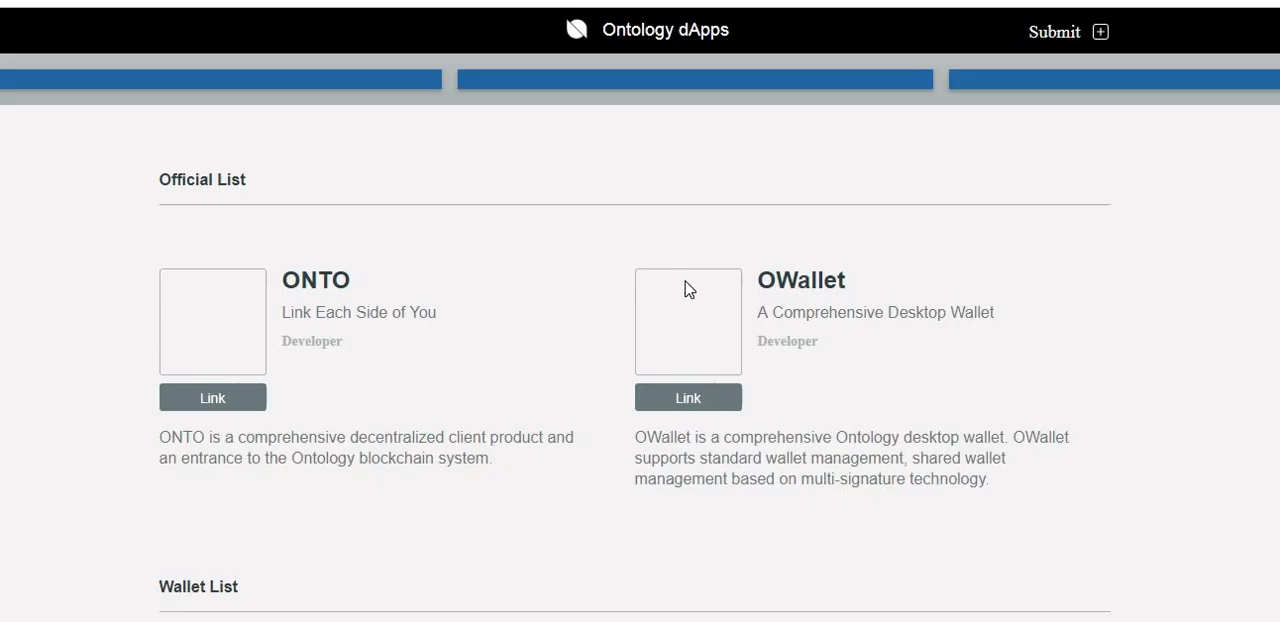 Ontology dApps
Submit
Official List
ONTO
Link Each Side of You
Developer
Link
ONTO is a comprehensive decentralized client product and
an entrance to the Ontology blockchain system.
OWallet
A Comprehensive Desktop Wallet
Developer
Link
OWallet is a comprehensive Ontology desktop wallet. OWallet
supports standard wallet management, shared wallet
management based on multi-signature technology.
Wallet List